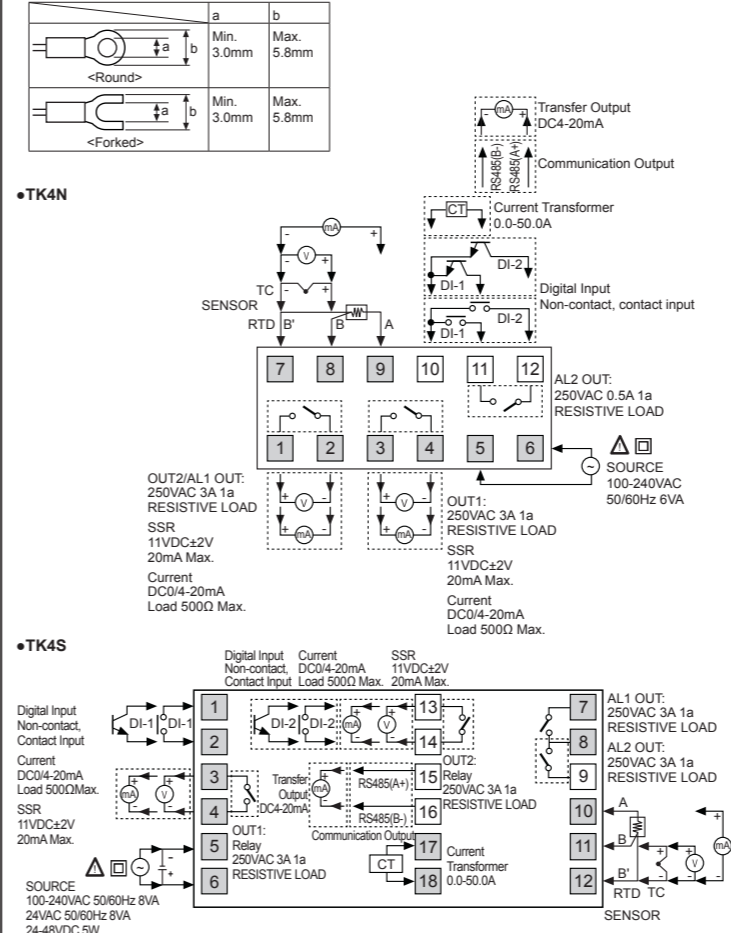 a b
Min. 3.0mm Max. 5.8mm
<Round>
a b
Min. 3.0mm Max. 5.8mm
<Forked>
a b
●TK4N
mA
- +
Transfer Output
DC4-20mA
RS485(B-) RS485(A+)
Communication Output
CT
Current Transformer
0.0-50.0A
DI-1 DI-2
Digital Input
Non-contact, contact input
DI-1 DI-2
- mA +
- V +
TC - +
SENSOR
RTD B' B A
7 8 9 10 11 12
AL2 OUT:
250VAC 0.5A 1a
RESISTIVE LOAD
1 2 3 4 5 6
SOURCE
100-240VAC
50/60Hz 6VA
OUT2/AL1 OUT:
250VAC 3A 1a
RESISTIVE LOAD
SSR
11VDC±2V
20mA Max.
Current
DC0/4-20mA
Load 500Ω Max.
+ V -
+ mA -
+ V -
+ mA -
OUT1:
250VAC 3A 1a
RESISTIVE LOAD
SSR
11VDC±2V
20mA Max.
Current
DC0/4-20mA
Load 500Ω Max.
●TK4S
Digital Input
Non-contact,
Contact Input
Current
DC0/4-20mA
Load 500Ω Max.
SSR
11VDC±2V
20mA Max.
Digital Input
Non-contact,
Contact Input
DI-1 DI-1
1
2
Current
DC0/4-20mA
Load 500ΩMax.
SSR
11VDC±2V
20mA Max.
+ +
mA V
- -
3
4
OUT1:
Relay
250VAC 3A 1a
RESISTIVE LOAD
5
6
- +
SOURCE
100-240VAC 50/60Hz 8VA
24VAC 50/60Hz 8VA
24-48VDC 5W
DI-2 DI-2
+ +
mA V
- -
13
14
OUT2:
Relay
250VAC 3A 1a
RESISTIVE LOAD
Transfer
Output
DC4-20mA
+
mA
-
RS485(A+)
RS485(B-)
15
16
Communication Output
CT
17
18
Current
Transformer
0.0-50.0A
7
8
9
AL1 OUT:
250VAC 3A 1a
RESISTIVE LOAD
AL2 OUT:
250VAC 3A 1a
RESISTIVE LOAD
10
11
12
A
B
B'
+ + +
V mA
- - -
RTD TC
SENSOR